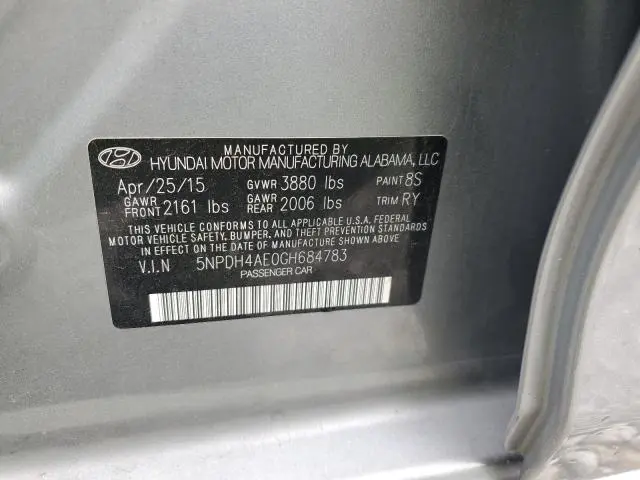 MANUFACTURED BY
HYUNDAI MOTOR MANUFACTURING ALABAMA, LLC
Apr/25/15 GVWR 3880 lbs PAINT 8S
GAWR FRONT 2161 lbs GAWR REAR 2006 lbs TRIM RY
THIS VEHICLE CONFORMS TO ALL APPLICABLE U.S.A. FEDERAL
MOTOR VEHICLE SAFETY, BUMPER, AND THEFT PREVENTION STANDARDS
IN EFFECT ON THE DATE OF MANUFACTURE SHOWN ABOVE.
V.I.N 5NPDH4AE0GH684783
PASSENGER CAR